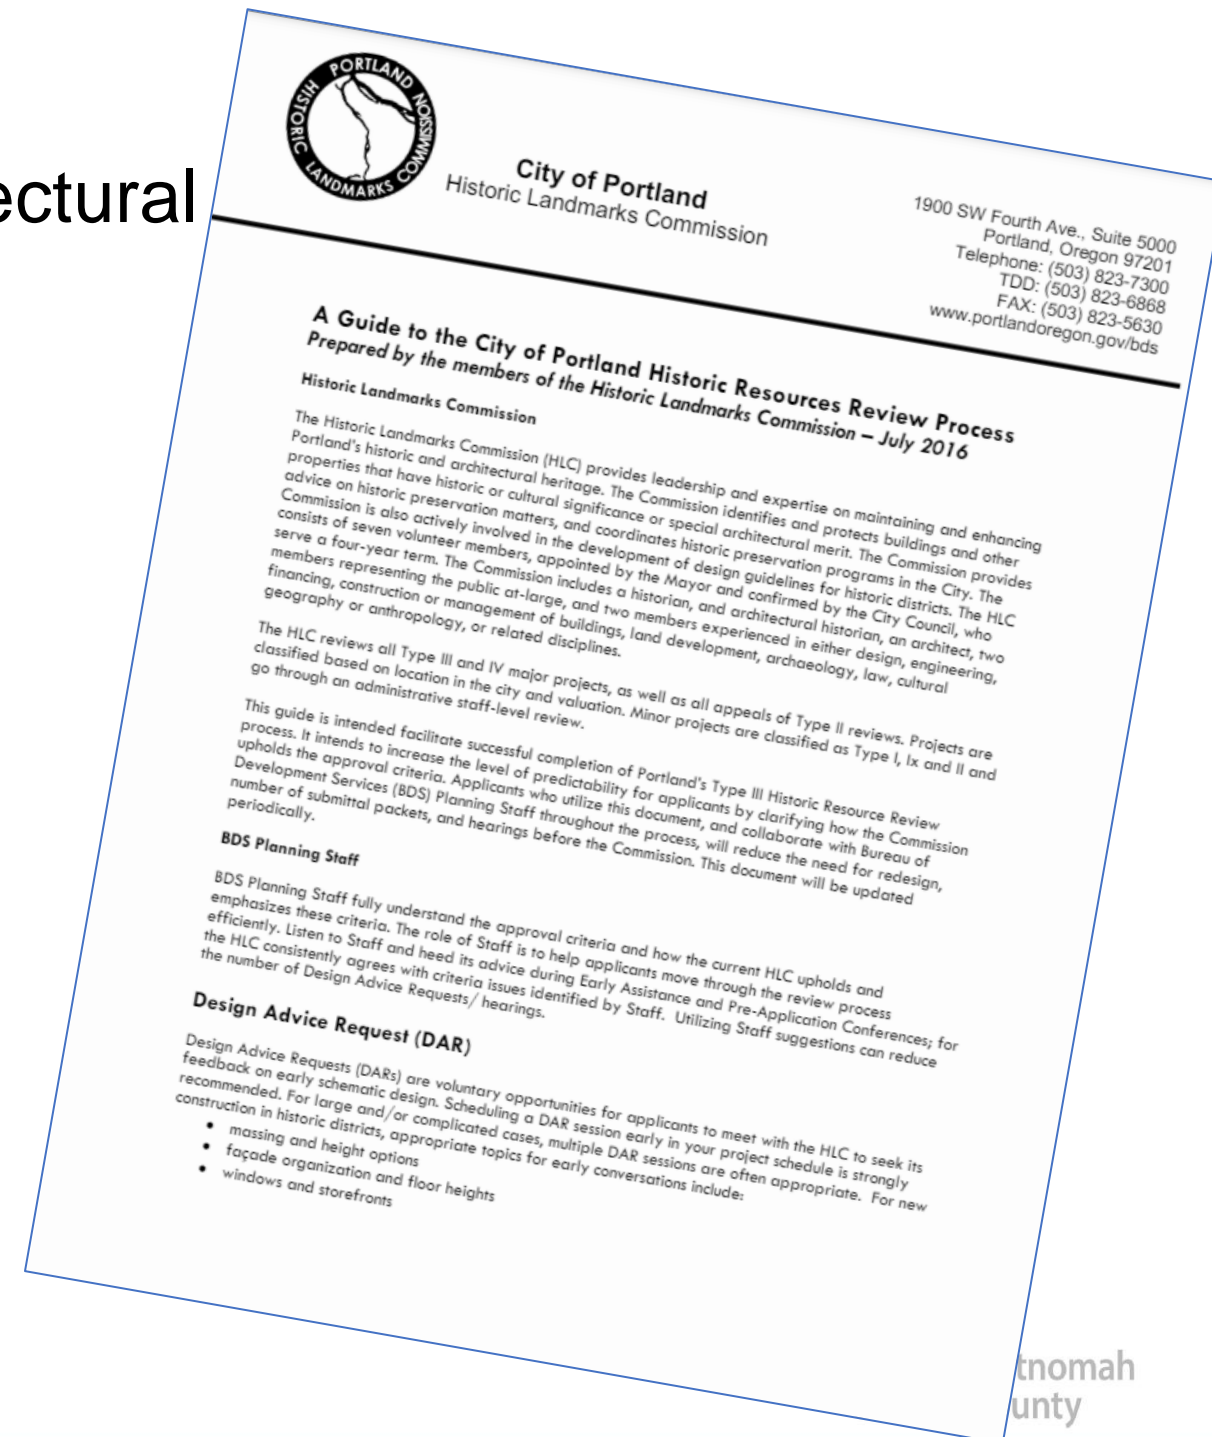 ectural
PORTLAND HISTORIC LANDMARKS COMMISSION
City of Portland
Historic Landmarks Commission
1900 SW Fourth Ave., Suite 5000
Portland, Oregon 97201
Telephone: (503) 823-7300
TDD: (503) 823-6868
FAX: (503) 823-5630
www.portlandoregon.gov/bds
A Guide to the City of Portland Historic Resources Review Process
Prepared by the members of the Historic Landmarks Commission – July 2016
Historic Landmarks Commission
The Historic Landmarks Commission (HLC) provides leadership and expertise on maintaining and enhancing
Portland's historic and architectural heritage. The Commission identifies and protects buildings and other
properties that have historic or cultural significance or special architectural merit. The Commission provides
advice on historic preservation matters, and coordinates historic preservation programs in the City. The
Commission is also actively involved in the development of design guidelines for historic districts. The HLC
consists of seven volunteer members, appointed by the Mayor and confirmed by the City Council, who
serve a four-year term. The Commission includes a historian, and architectural historian, an architect, two
members representing the public at-large, and two members experienced in either design, engineering,
financing, construction or management of buildings, land development, archaeology, law, cultural
geography or anthropology, or related disciplines.
The HLC reviews all Type III and IV major projects, as well as all appeals of Type II reviews. Projects are
classified based on location in the city and valuation. Minor projects are classified as Type I, Ix and II and
go through an administrative staff-level review.
This guide is intended facilitate successful completion of Portland's Type III Historic Resource Review
process. It intends to increase the level of predictability for applicants by clarifying how the Commission
upholds the approval criteria. Applicants who utilize this document, and collaborate with Bureau of
Development Services (BDS) Planning Staff throughout the process, will reduce the need for redesign,
number of submittal packets, and hearings before the Commission. This document will be updated
periodically.
BDS Planning Staff
BDS Planning Staff fully understand the approval criteria and how the current HLC upholds and
emphasizes these criteria. The role of Staff is to help applicants move through the review process
efficiently. Listen to Staff and heed its advice during Early Assistance and Pre-Application Conferences; for
the HLC consistently agrees with criteria issues identified by Staff. Utilizing Staff suggestions can reduce
the number of Design Advice Requests/ hearings.
Design Advice Request (DAR)
Design Advice Requests (DARs) are voluntary opportunities for applicants to meet with the HLC to seek its
feedback on early schematic design. Scheduling a DAR session early in your project schedule is strongly
recommended. For large and/or complicated cases, multiple DAR sessions are often appropriate. For new
construction in historic districts, appropriate topics for early conversations include:
• massing and height options
• façade organization and floor heights
• windows and storefronts
tnomah
unty